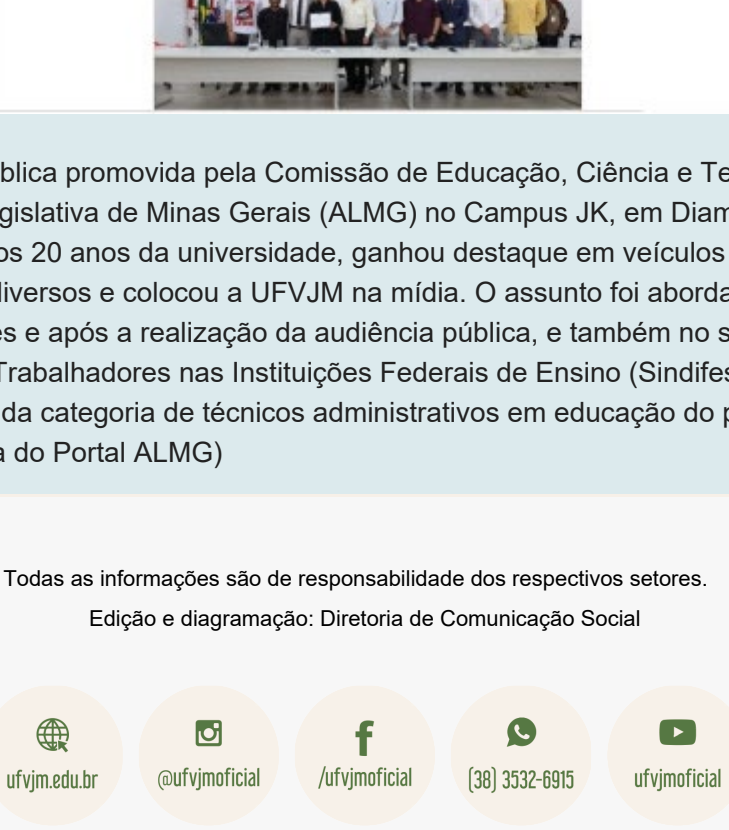 blica promovida pela Comissão de Educação, Ciência e Te
gislativa de Minas Gerais (ALMG) no Campus JK, em Diam
os 20 anos da universidade, ganhou destaque em veículos
diversos e colocou a UFVJM na mídia. O assunto foi aborda
es e após a realização da audiência pública, e também no s
Trabalhadores nas Instituições Federais de Ensino (Sindifes
da categoria de técnicos administrativos em educação do p
a do Portal ALMG)
Todas as informações são de responsabilidade dos respectivos setores.
Edição e diagramação: Diretoria de Comunicação Social
ufvjm.edu.br @ufvjmoficial /ufvjmoficial (38) 3532-6915 ufvjmoficial